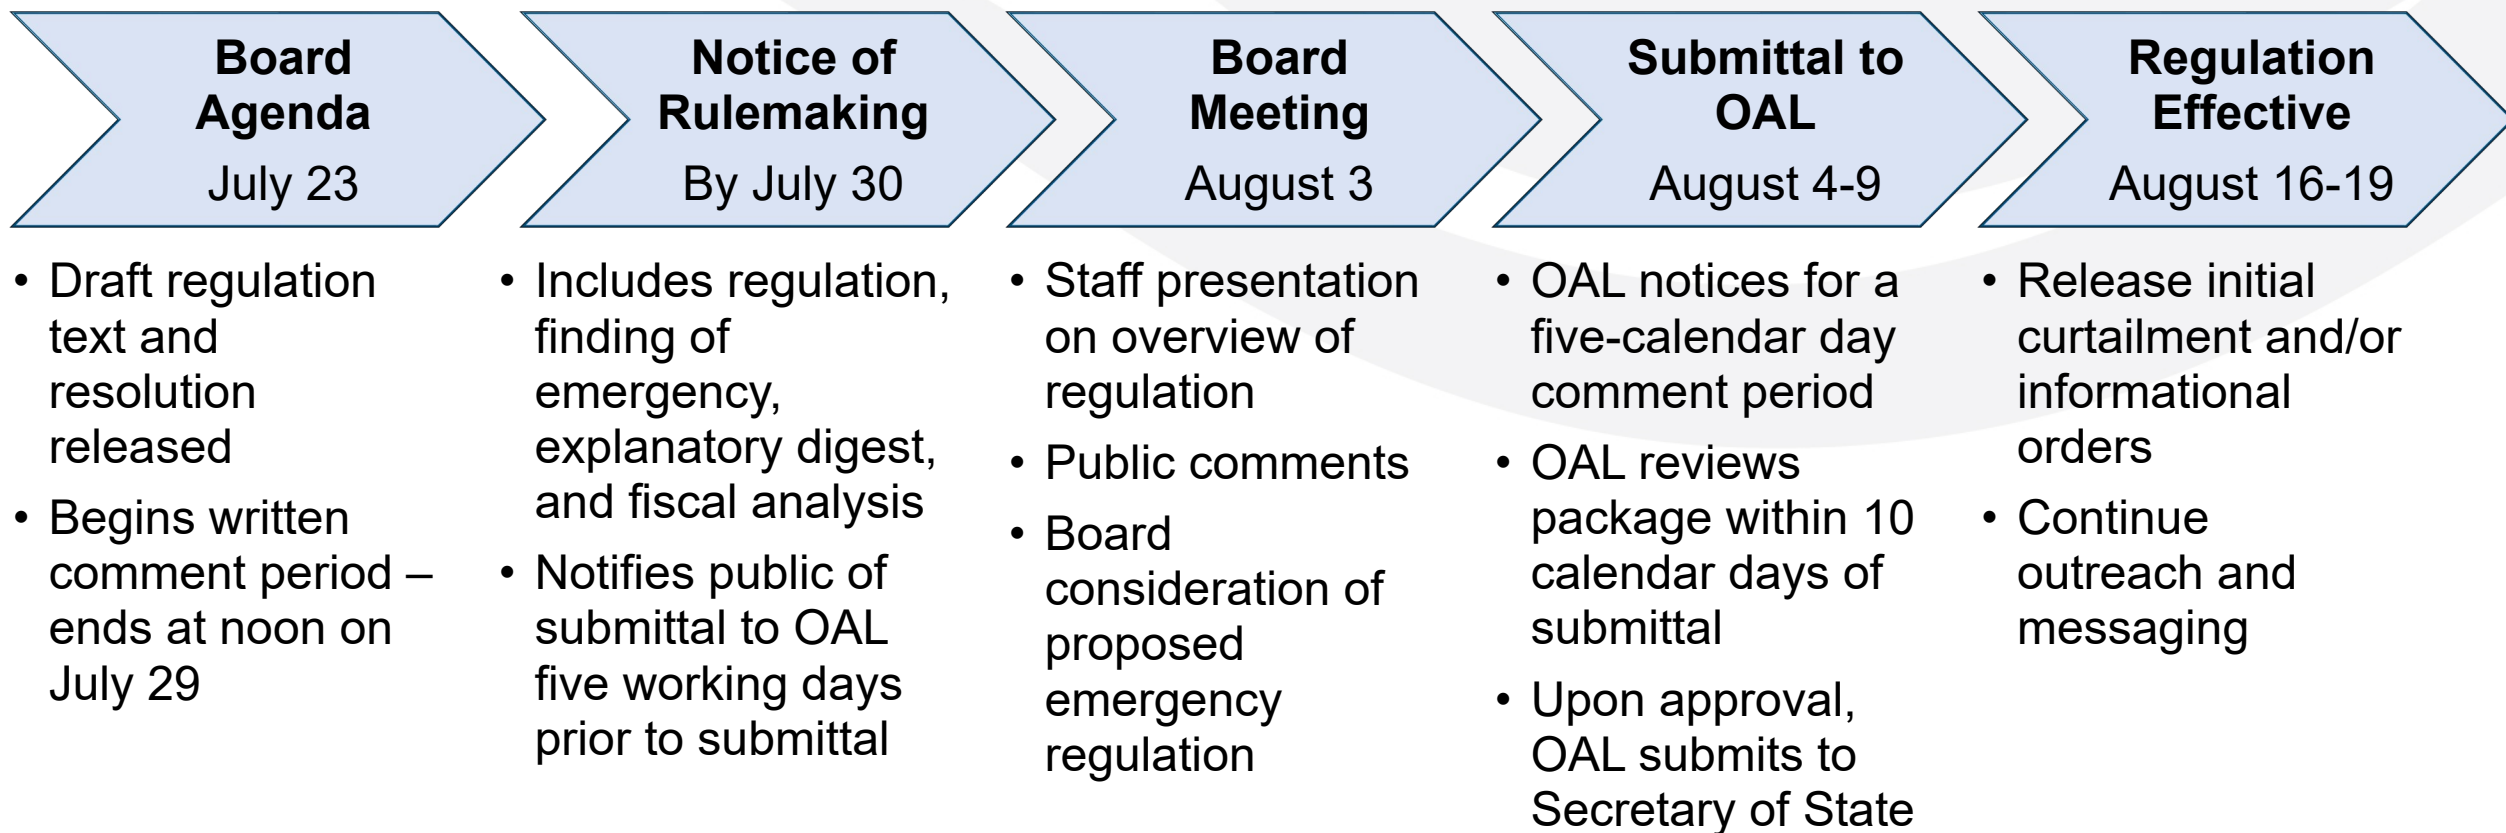 Board
Agenda
July 23
• Draft regulation
text and
resolution
released
• Begins written
comment period –
ends at noon on
July 29
Notice of
Rulemaking
By July 30
• Includes regulation,
finding of
emergency,
explanatory digest,
and fiscal analysis
• Notifies public of
submittal to OAL
five working days
prior to submittal
Board
Meeting
August 3
• Staff presentation
on overview of
regulation
• Public comments
• Board
consideration of
proposed
emergency
regulation
Submittal to
OAL
August 4-9
• OAL notices for a
five-calendar day
comment period
• OAL reviews
package within 10
calendar days of
submittal
• Upon approval,
OAL submits to
Secretary of State
Regulation
Effective
August 16-19
• Release initial
curtailment and/or
informational
orders
• Continue
outreach and
messaging